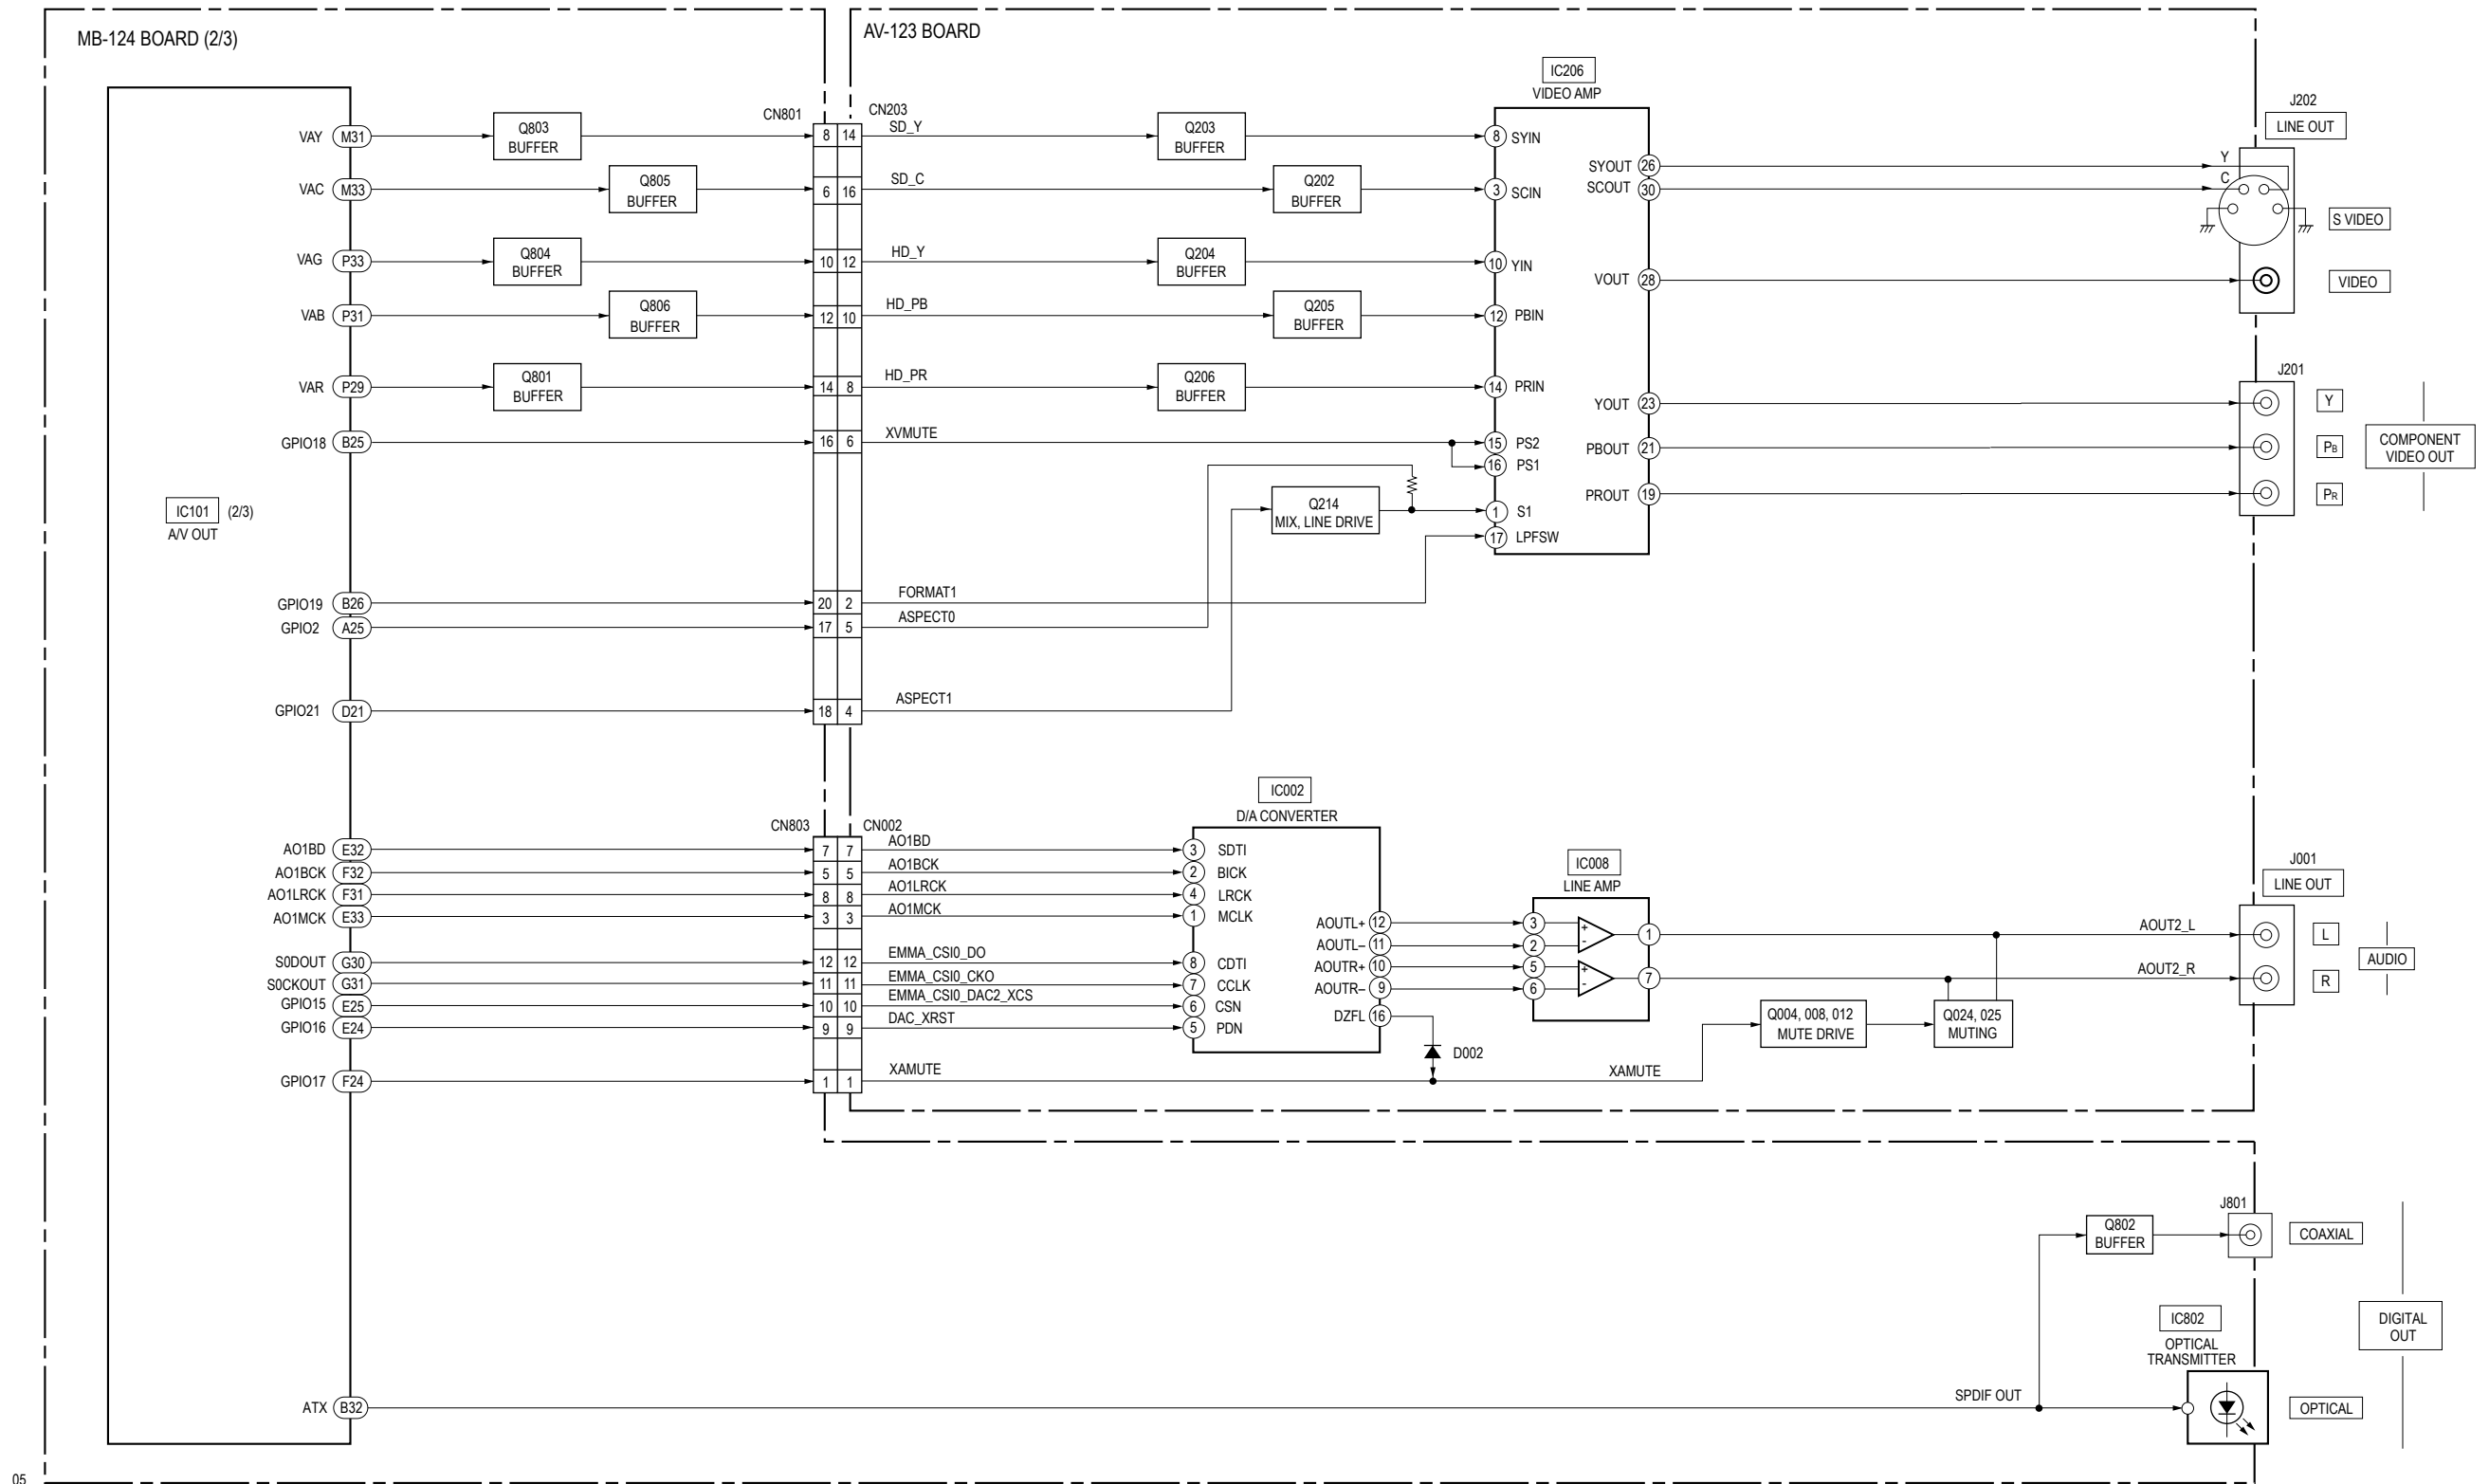 MB-124 BOARD (2/3)
AV-123 BOARD
IC206
VIDEO AMP
J202
LINE OUT
CN801
CN203
VAY M31
Q803
BUFFER
8 14
SD_Y
Q203
BUFFER
8 SYIN
VAC M33
Q805
BUFFER
6 16
SD_C
Q202
BUFFER
3 SCIN
SYOUT 26
SCOUT 30
Y
C
S VIDEO
VAG P33
Q804
BUFFER
10 12
HD_Y
Q204
BUFFER
10 YIN
VOUT 28
VIDEO
VAB P31
Q806
BUFFER
12 10
HD_PB
Q205
BUFFER
12 PBIN
VAR P29
Q801
BUFFER
14 8
HD_PR
Q206
BUFFER
14 PRIN
J201
YOUT 23
Y
PBOUT 21
PB
PROUT 19
PR
COMPONENT
VIDEO OUT
GPIO18 B25
16 6
XVMUTE
15 PS2
16 PS1
IC101 (2/3)
A/V OUT
Q214
MIX, LINE DRIVE
1 S1
17 LPFSW
GPIO19 B26
20 2
FORMAT1
GPIO2 A25
17 5
ASPECT0
GPIO21 D21
18 4
ASPECT1
IC002
D/A CONVERTER
CN803
CN002
AO1BD E32
7 7
AO1BD
3 SDTI
AO1BCK F32
5 5
AO1BCK
2 BICK
AO1LRCK F31
8 8
AO1LRCK
4 LRCK
AO1MCK E33
3 3
AO1MCK
1 MCLK
S0DOUT G30
12 12
EMMA_CSI0_DO
8 CDTI
S0CKOUT G31
11 11
EMMA_CSI0_CKO
7 CCLK
GPIO15 E25
10 10
EMMA_CSI0_DAC2_XCS
6 CSN
GPIO16 E24
9 9
DAC_XRST
5 PDN
AOUTL+ 12
AOUTL– 11
AOUTR+ 10
AOUTR– 9
DZFL 16
IC008
LINE AMP
3 + 1
2 -
5 + 7
6 -
D002
J001
LINE OUT
AOUT2_L
L
AOUT2_R
R
AUDIO
Q004, 008, 012
MUTE DRIVE
Q024, 025
MUTING
GPIO17 F24
1 1
XAMUTE
XAMUTE
J801
Q802
BUFFER
COAXIAL
IC802
OPTICAL
TRANSMITTER
DIGITAL
OUT
ATX B32
SPDIF OUT
OPTICAL
05